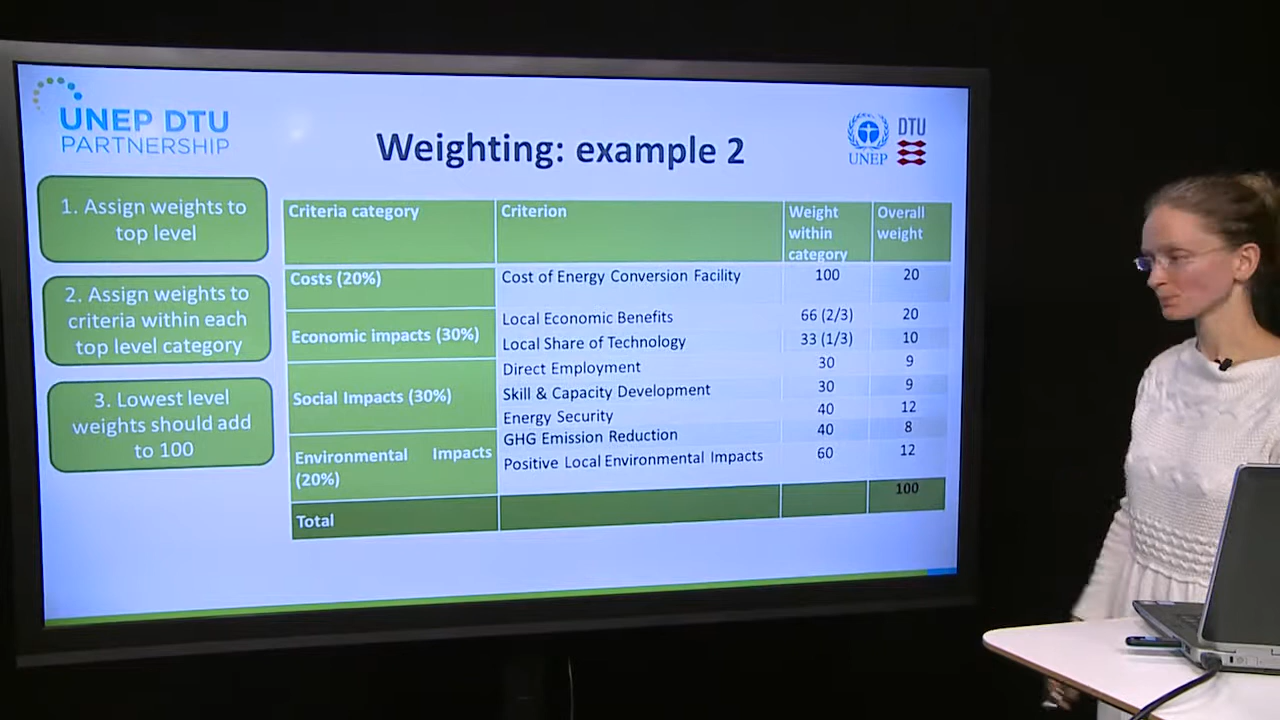 UNEP DTU
PARTNERSHIP
Weighting: example 2
UNEP
DTU
1. Assign weights to
top level
2. Assign weights to
criteria within each
top level category
3. Lowest level
weights should add
to 100
Criteria category Criterion Weight within category Overall weight
Costs (20%) Cost of Energy Conversion Facility 100 20
Economic impacts (30%) Local Economic Benefits 66 (2/3) 20
Local Share of Technology 33 (1/3) 10
Social Impacts (30%) Direct Employment 30 9
Skill & Capacity Development 30 9
Energy Security 40 12
Environmental Impacts (20%) GHG Emission Reduction 40 8
Positive Local Environmental Impacts 60 12
Total 100